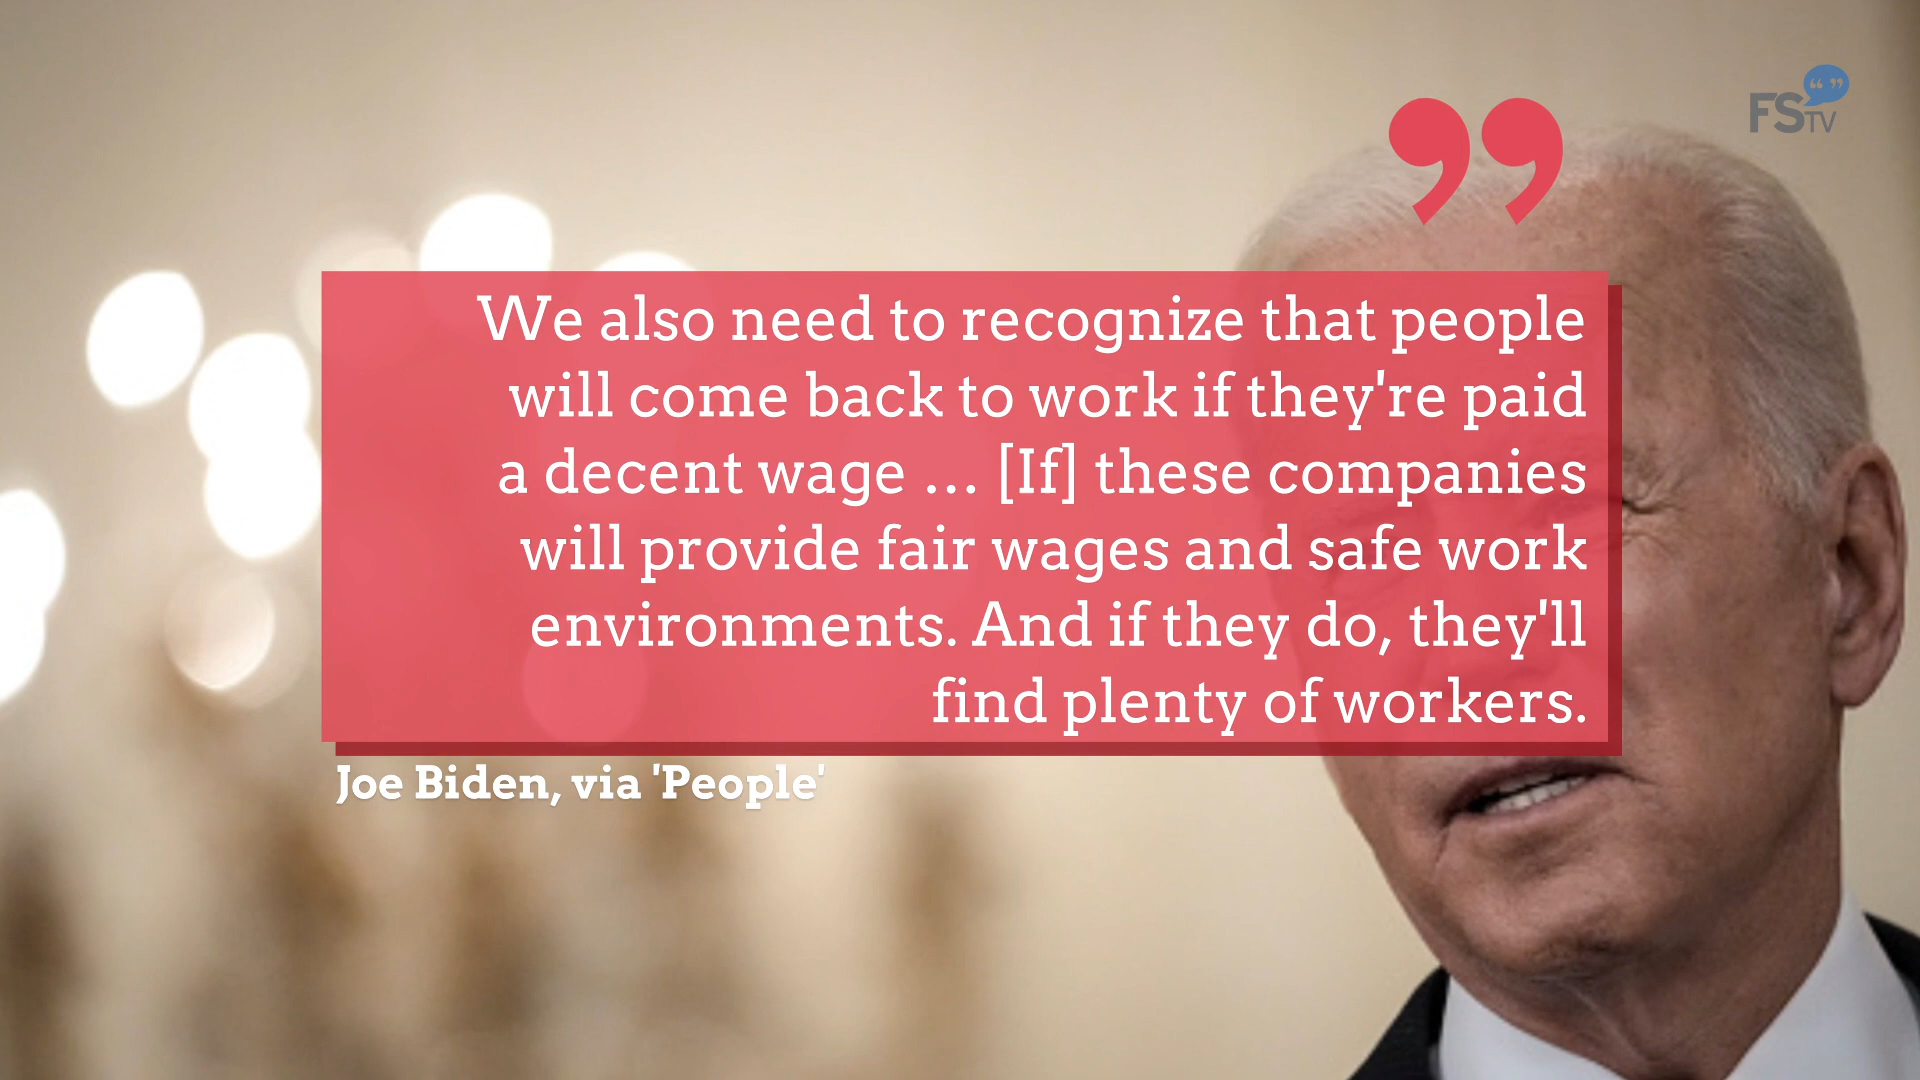 FSTV
We also need to recognize that people
will come back to work if they're paid
a decent wage … [If] these companies
will provide fair wages and safe work
environments. And if they do, they'll
find plenty of workers.
Joe Biden, via 'People'